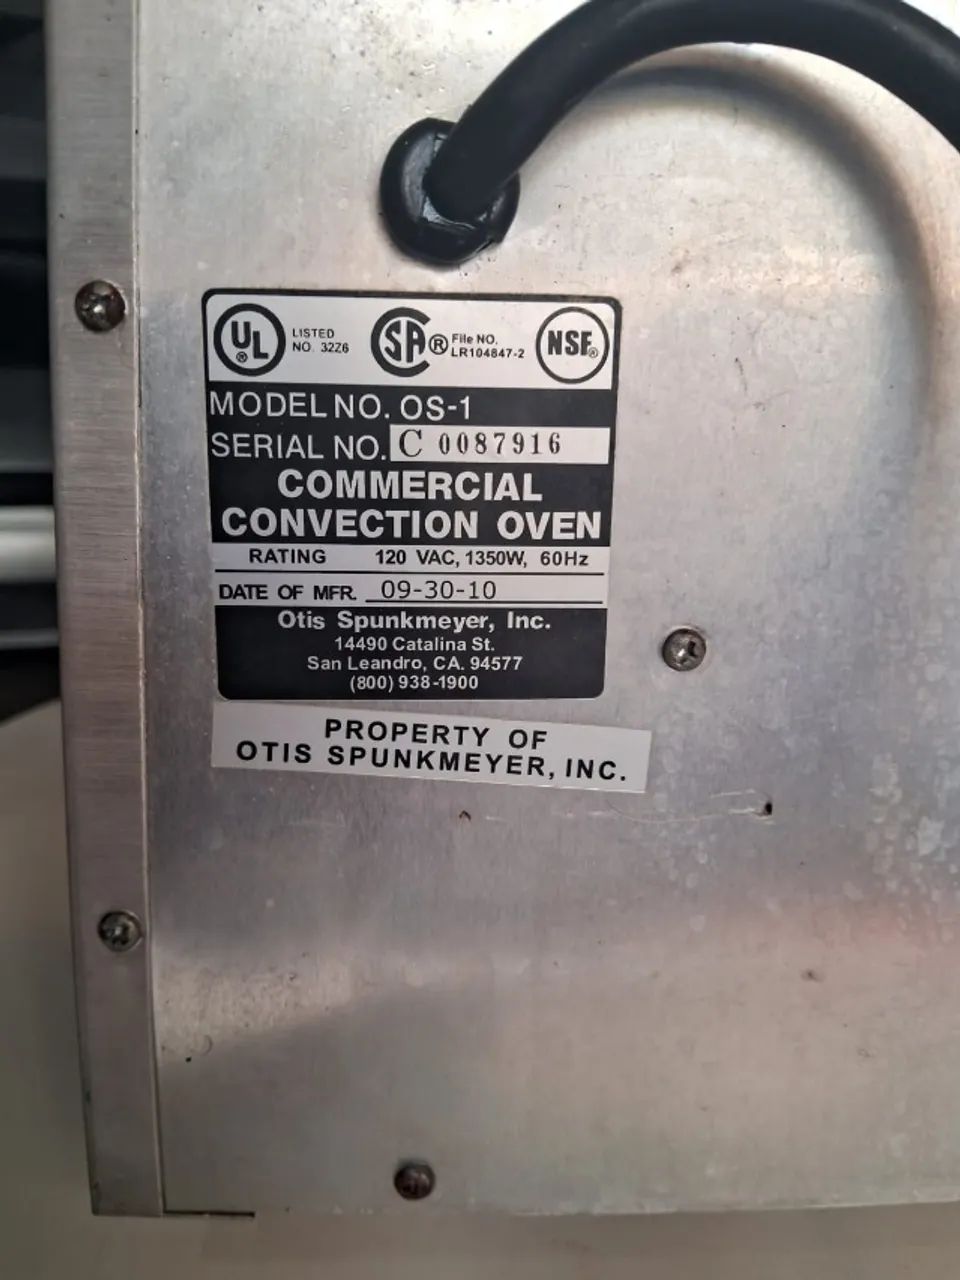 UL ® LISTED NO. 32Z6
SA ® File NO. LR104847-2
NSF®
MODEL NO. OS-1
SERIAL NO. C 0087916
COMMERCIAL
CONVECTION OVEN
RATING 120 VAC, 1350W, 60Hz
DATE OF MFR. 09-30-10
Otis Spunkmeyer, Inc.
14490 Catalina St.
San Leandro, CA. 94577
(800) 938-1900
PROPERTY OF
OTIS SPUNKMEYER, INC.